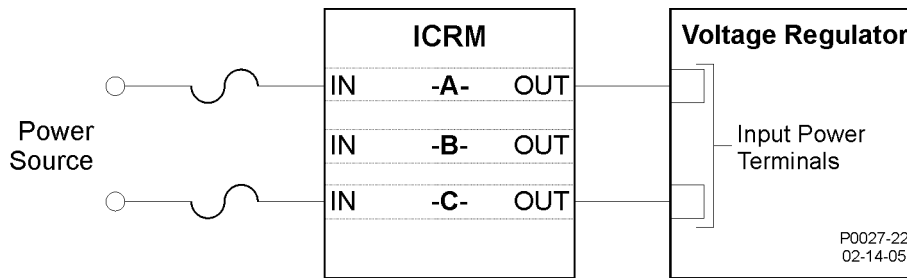 ICRM
Voltage Regulator
IN -A- OUT
Power
Source
IN -B- OUT
Input Power
Terminals
IN -C- OUT
P0027-22
02-14-05